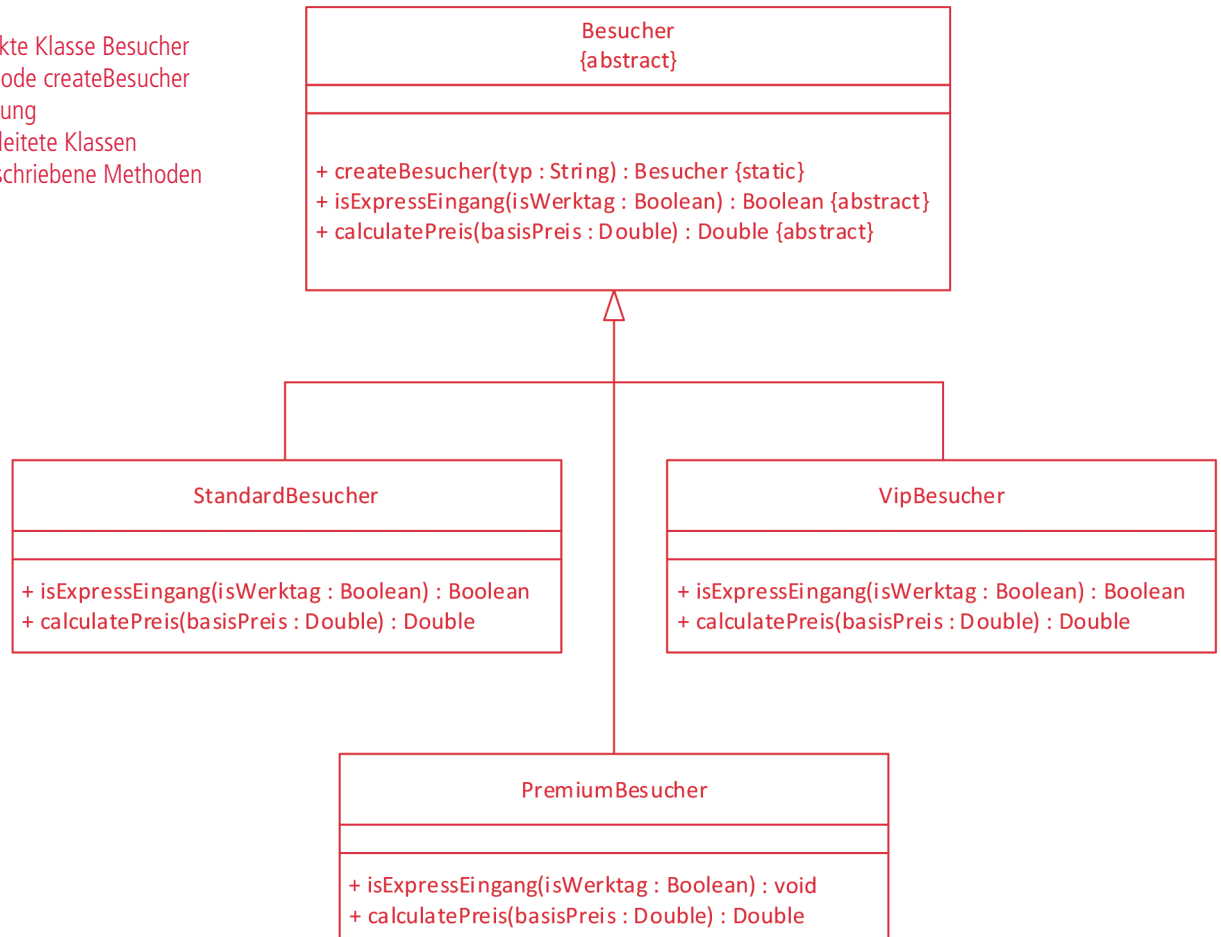 kte Klasse Besucher
ode createBesucher
ung
leitete Klassen
schriebene Methoden
Besucher
{abstract}
+ createBesucher(typ : String) : Besucher {static}
+ isExpressEingang(isWerktag : Boolean) : Boolean {abstract}
+ calculatePreis(basisPreis : Double) : Double {abstract}
StandardBesucher
+ isExpressEingang(isWerktag : Boolean) : Boolean
+ calculatePreis(basisPreis : Double) : Double
VipBesucher
+ isExpressEingang(isWerktag : Boolean) : Boolean
+ calculatePreis(basisPreis : Double) : Double
PremiumBesucher
+ isExpressEingang(isWerktag : Boolean) : void
+ calculatePreis(basisPreis : Double) : Double